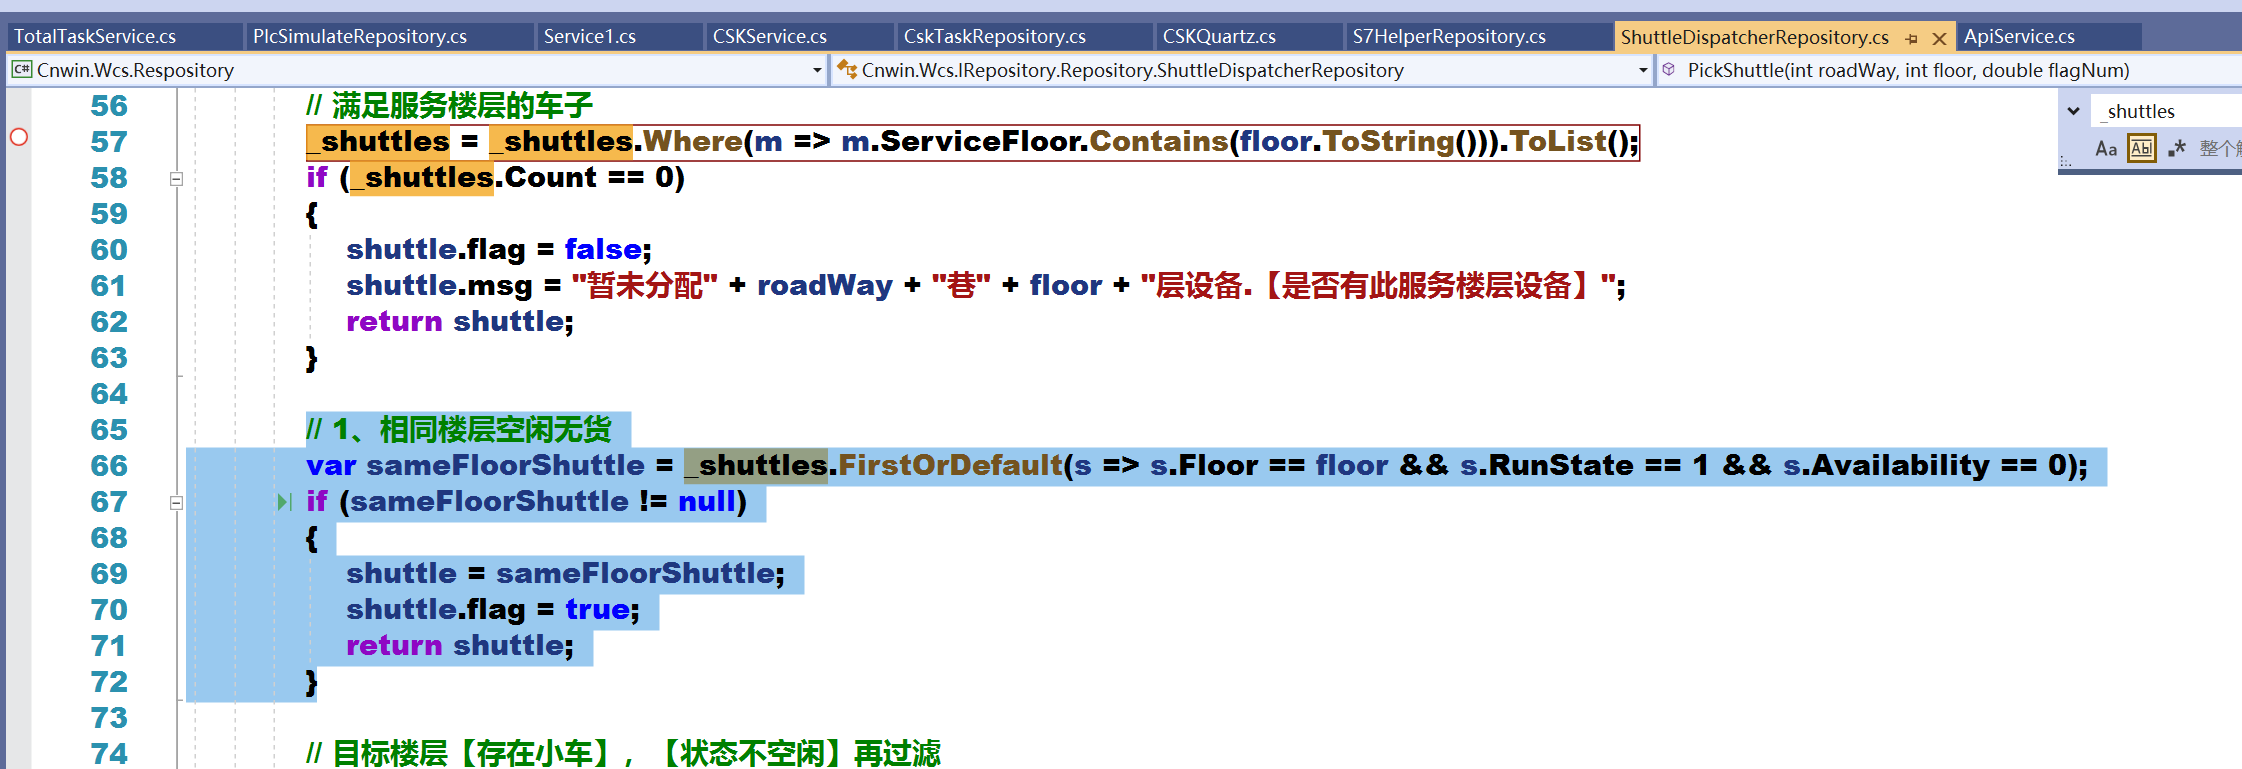 TotalTaskService.cs PlcSimulateRepository.cs Service1.cs CSKService.cs CskTaskRepository.cs CSKQuartz.cs S7HelperRepository.cs ShuttleDispatcherRepository.cs ApiService.cs
C# Cnwin.Wcs.Respository Cnwin.Wcs.IRepository.Repository.ShuttleDispatcherRepository PickShuttle(int roadWay, int floor, double flagNum)
_shuttles
Aa Abl .* 整个
56 // 满足服务楼层的车子
57 _shuttles = _shuttles.Where(m => m.ServiceFloor.Contains(floor.ToString())).ToList();
58 if (_shuttles.Count == 0)
59 {
60 shuttle.flag = false;
61 shuttle.msg = "暂未分配" + roadWay + "巷" + floor + "层设备.【是否有此服务楼层设备】";
62 return shuttle;
63 }
64
65 // 1、相同楼层空闲无货
66 var sameFloorShuttle = _shuttles.FirstOrDefault(s => s.Floor == floor && s.RunState == 1 && s.Availability == 0);
67 if (sameFloorShuttle != null)
68 {
69 shuttle = sameFloorShuttle;
70 shuttle.flag = true;
71 return shuttle;
72 }
73
74 // 目标楼层【存在小车】，【状态不空闲】再过滤